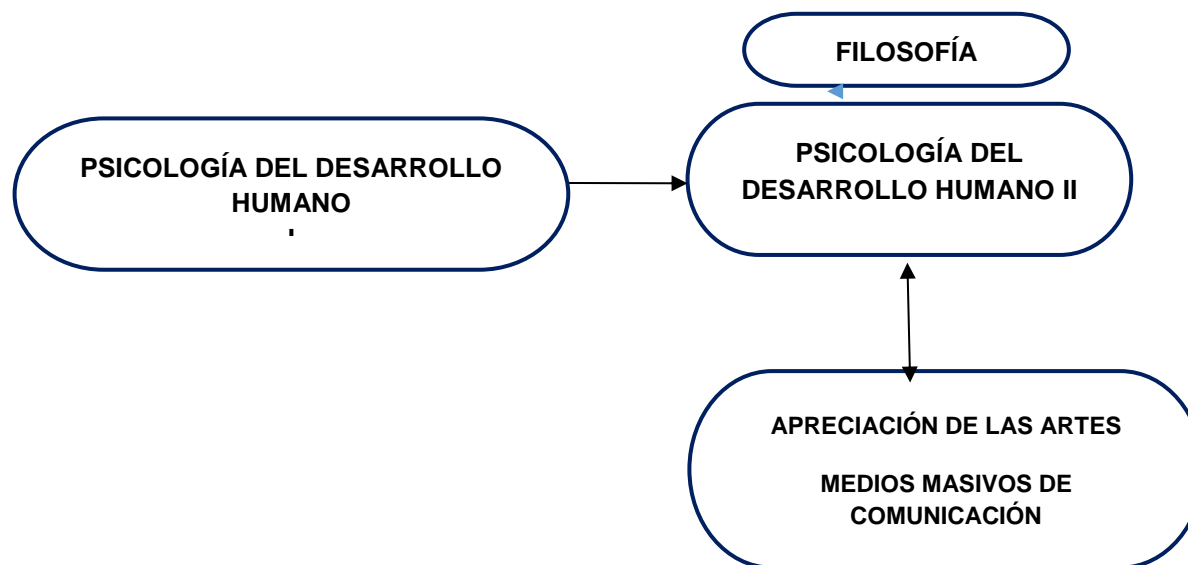 FILOSOFÍA
PSICOLOGÍA DEL DESARROLLO
HUMANO
PSICOLOGÍA DEL
DESARROLLO HUMANO II
APRECIACIÓN DE LAS ARTES
MEDIOS MASIVOS DE
COMUNICACIÓN